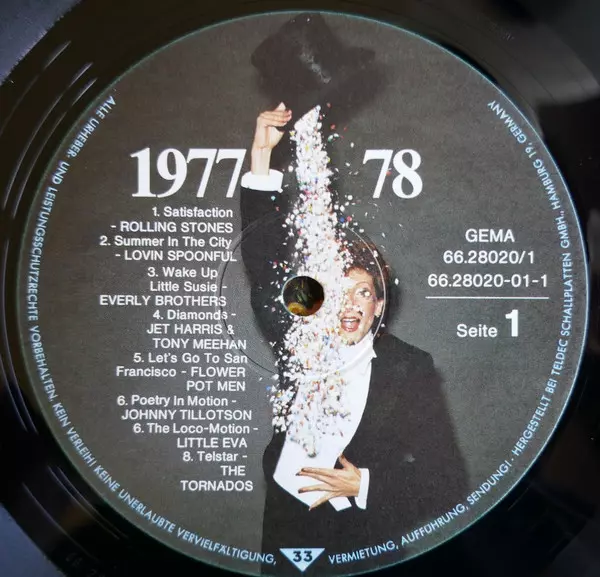 1977 78
1. Satisfaction
- ROLLING STONES
2. Summer In The City
- LOVIN SPOONFUL
3. Wake Up
Little Susie -
EVERLY BROTHERS
4. Diamonds -
JET HARRIS &
TONY MEEHAN
5. Let's Go To San
Francisco - FLOWER
POT MEN
6. Poetry In Motion -
JOHNNY TILLOTSON
6. The Loco-Motion -
LITTLE EVA
8. Telstar -
THE
TORNADOS
GEMA
66.28020/1
66.28020-01-1
Seite 1
ALLE URHEBER- UND LEISTUNGSSCHUTZRECHTE VORBEHALTEN. KEIN VERLEIH! KEINE UNERLAUBTE VERVIELFÄLTIGUNG, 33 VERMIETUNG, AUFFÜHRUNG, SENDUNG! · HERGESTELLT BEI TELDEC SCHALLPLATTEN GMBH., HAMBURG 19, GERMANY